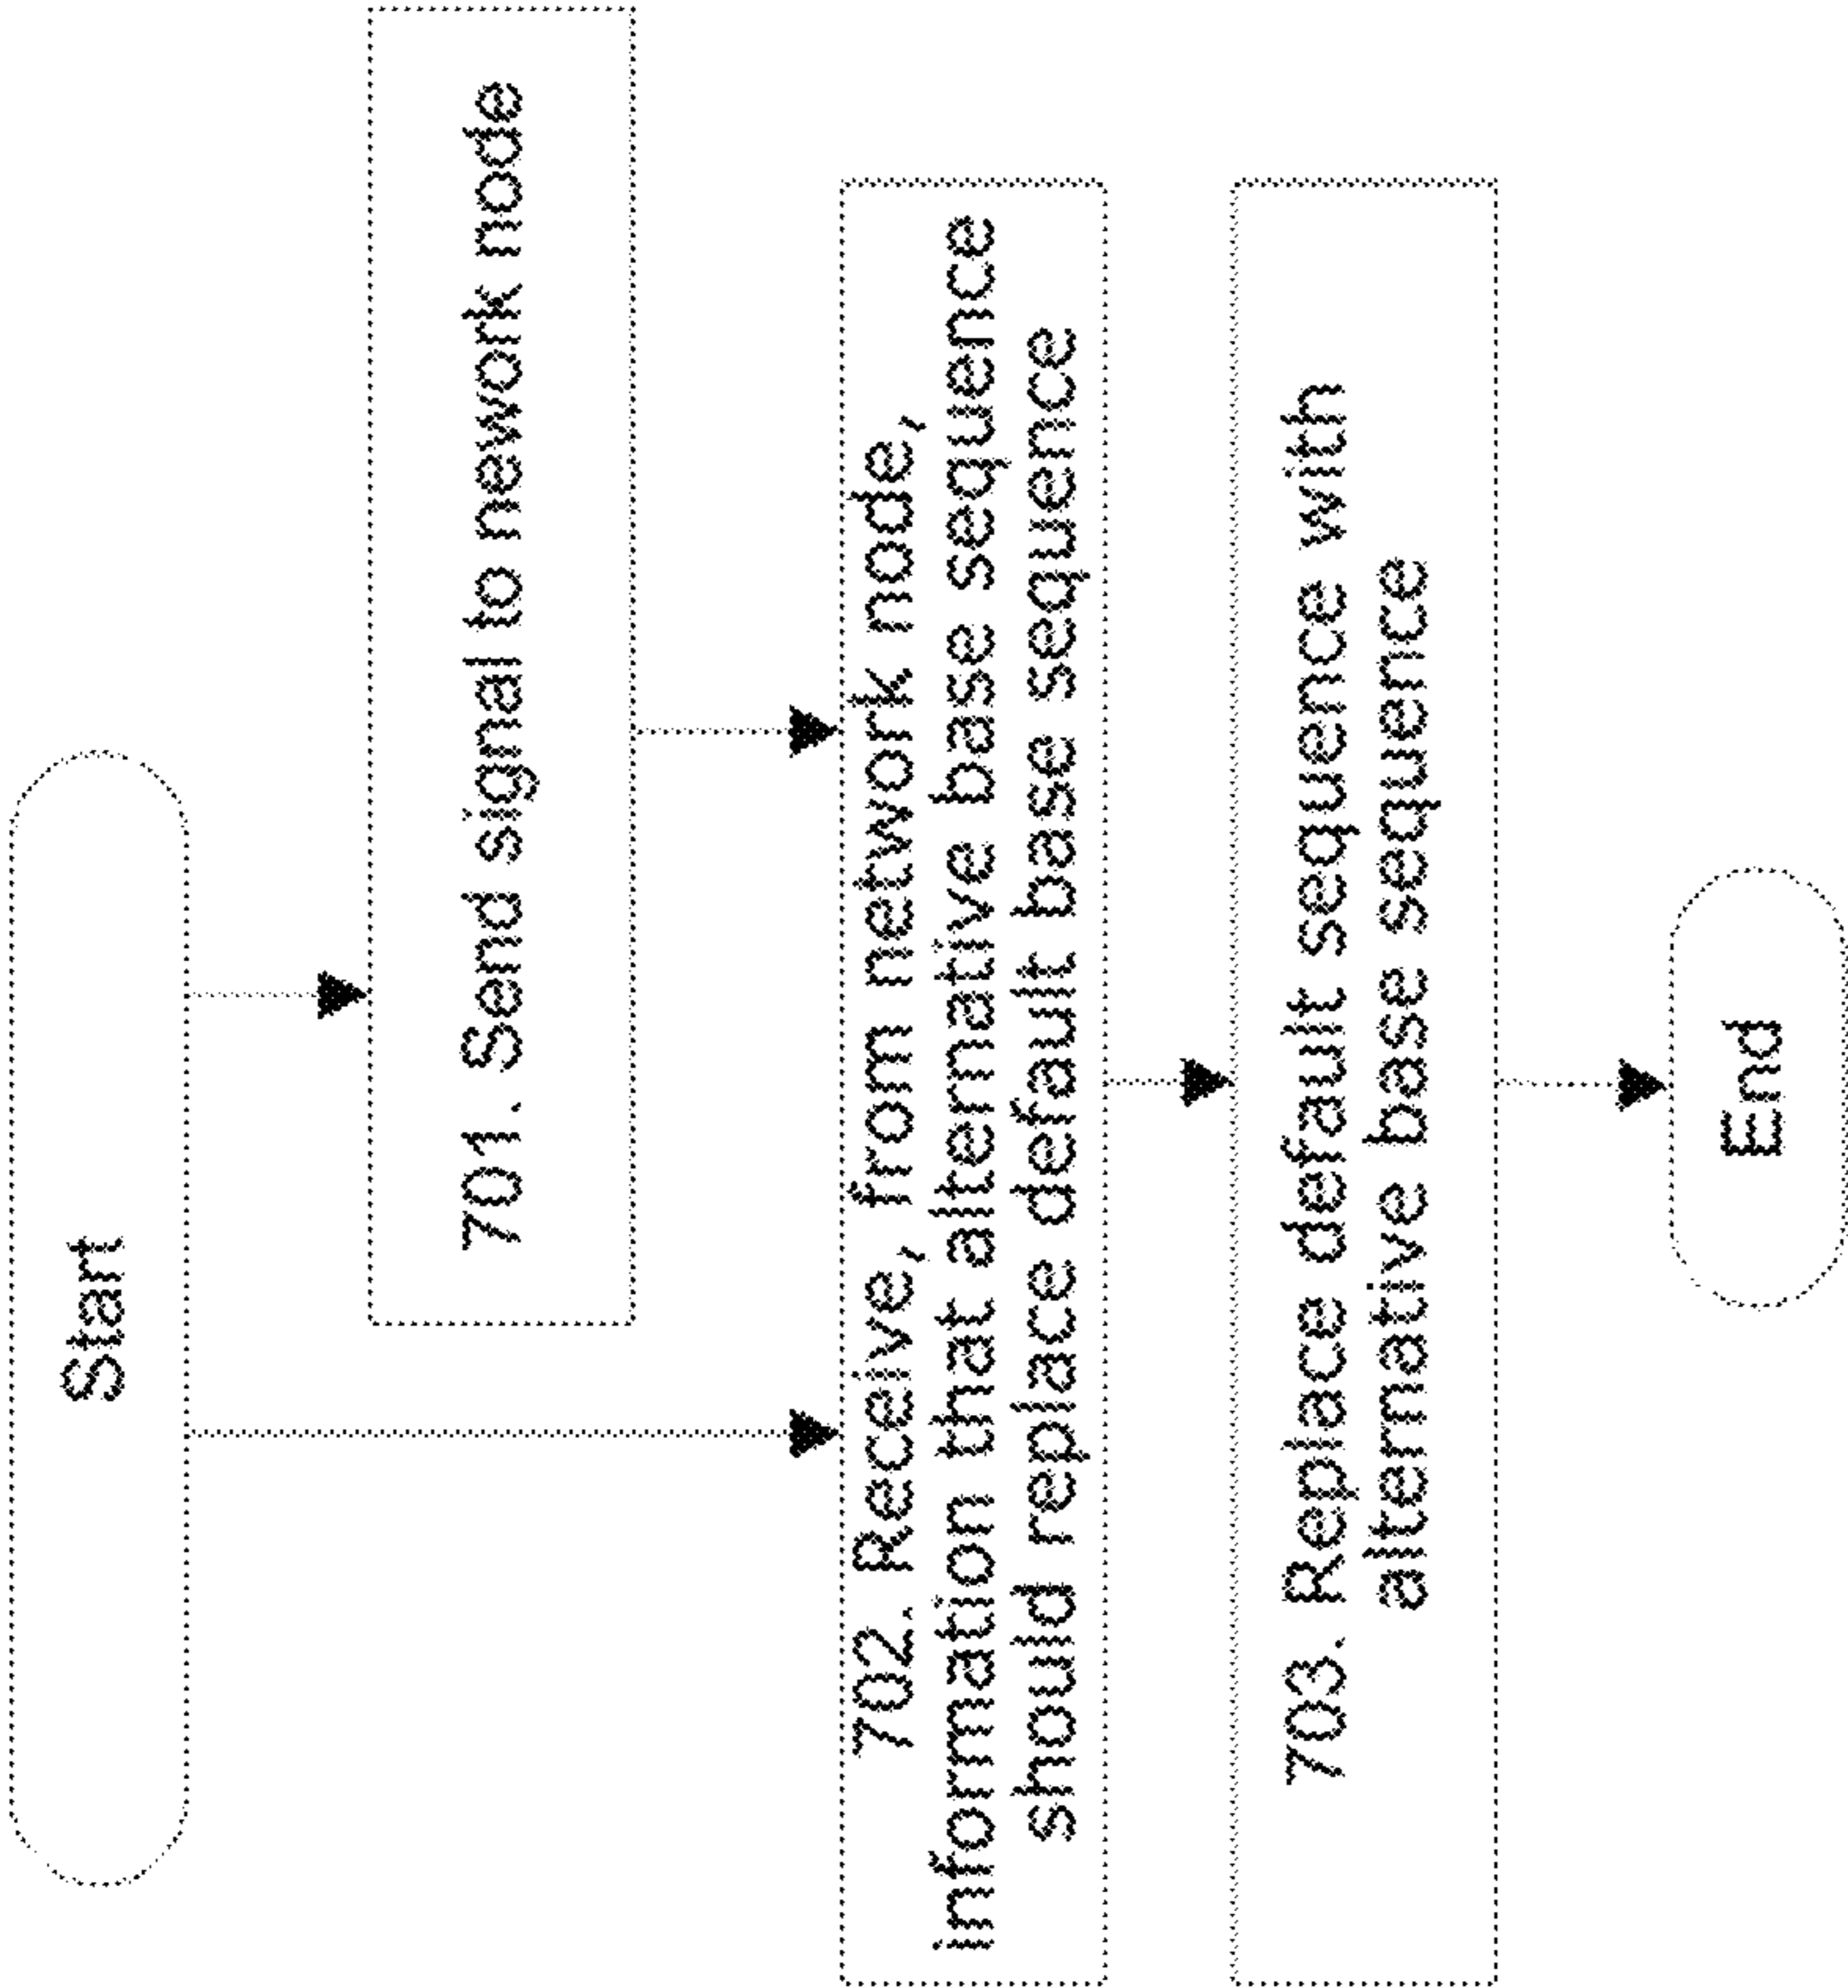 Start
701. Send signal to nework node
702. Receive, from network node,
information that alternative base sequence
should replace default base sequence
703. Replace default sequence with
alternative base sequence
End